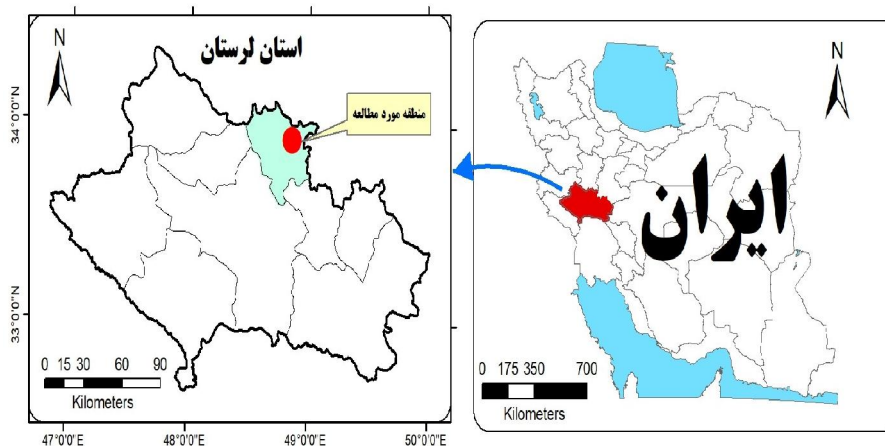 استان لرستان
N
منطقه مورد مطالعه
34°0'0"N
33°0'0"N
0 15 30 60 90
Kilometers
47°0'0"E 48°0'0"E 49°0'0"E 50°0'0"E
N
ایران
0 175 350 700
Kilometers